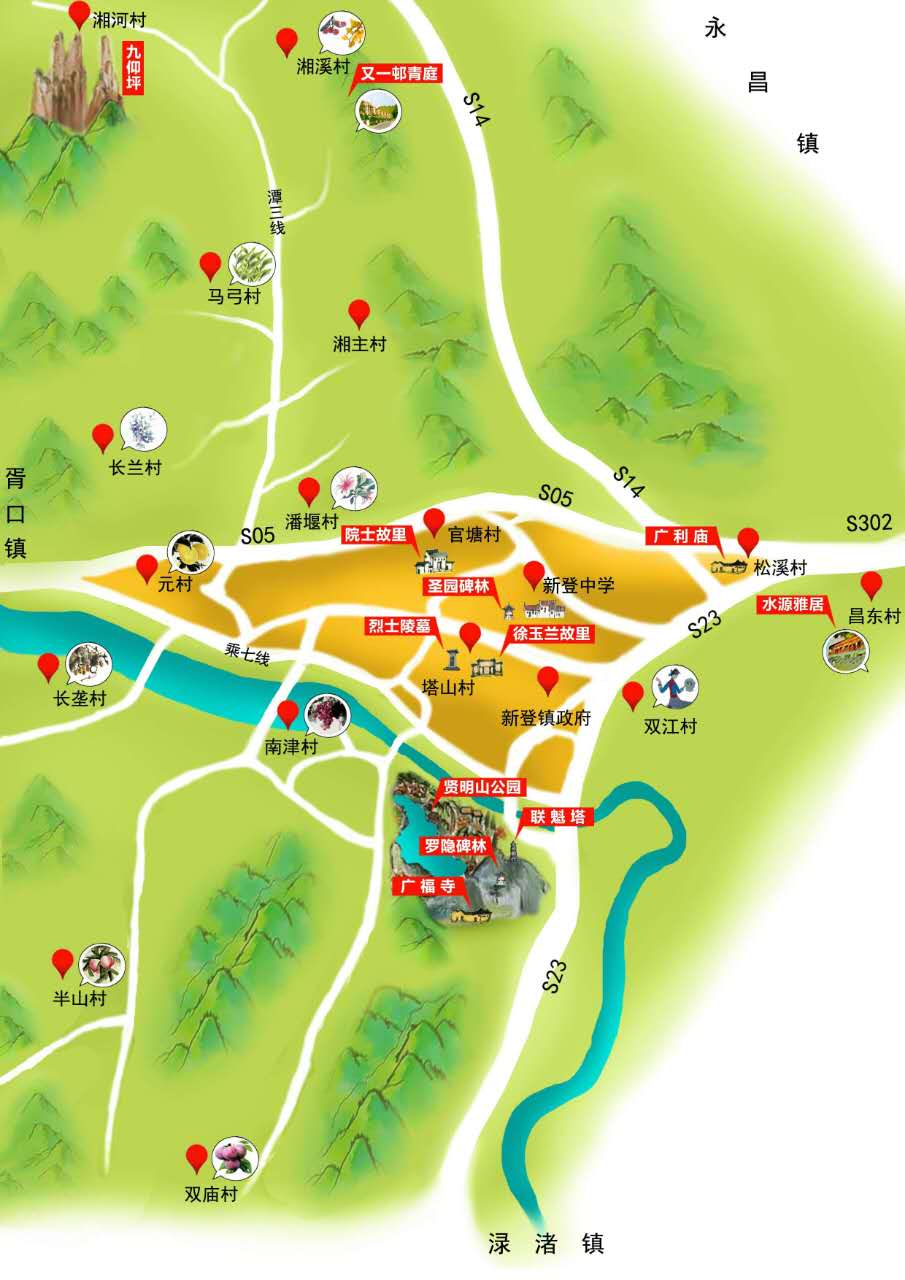 湘河村
九仰坪
湘溪村
又一邨青庭
S14
永昌镇
潭三线
马弓村
湘主村
长兰村
胥口镇
潘堰村
S05
S05
S14
S302
院士故里
官塘村
广利庙
松溪村
元村
圣园碑林
新登中学
水源雅居
昌东村
烈士陵墓
徐玉兰故里
S23
乘七线
长垄村
塔山村
新登镇政府
双江村
南津村
贤明山公园
联魁塔
罗隐碑林
广福寺
半山村
S23
双庙村
渌渚镇